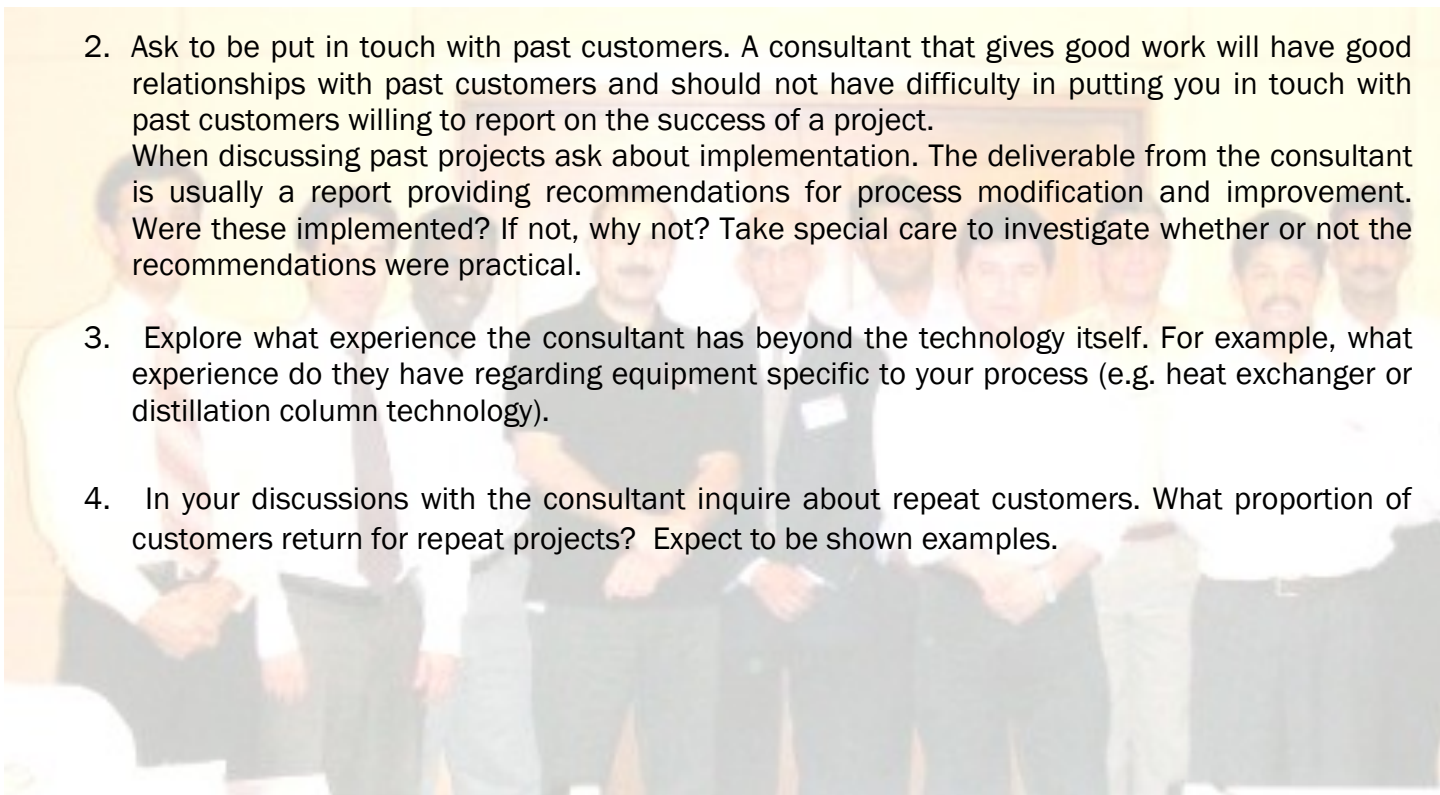 2. Ask to be put in touch with past customers. A consultant that gives good work will have good
relationships with past customers and should not have difficulty in putting you in touch with
past customers willing to report on the success of a project.
When discussing past projects ask about implementation. The deliverable from the consultant
is usually a report providing recommendations for process modification and improvement.
Were these implemented? If not, why not? Take special care to investigate whether or not the
recommendations were practical.
3. Explore what experience the consultant has beyond the technology itself. For example, what
experience do they have regarding equipment specific to your process (e.g. heat exchanger or
distillation column technology).
4. In your discussions with the consultant inquire about repeat customers. What proportion of
customers return for repeat projects? Expect to be shown examples.